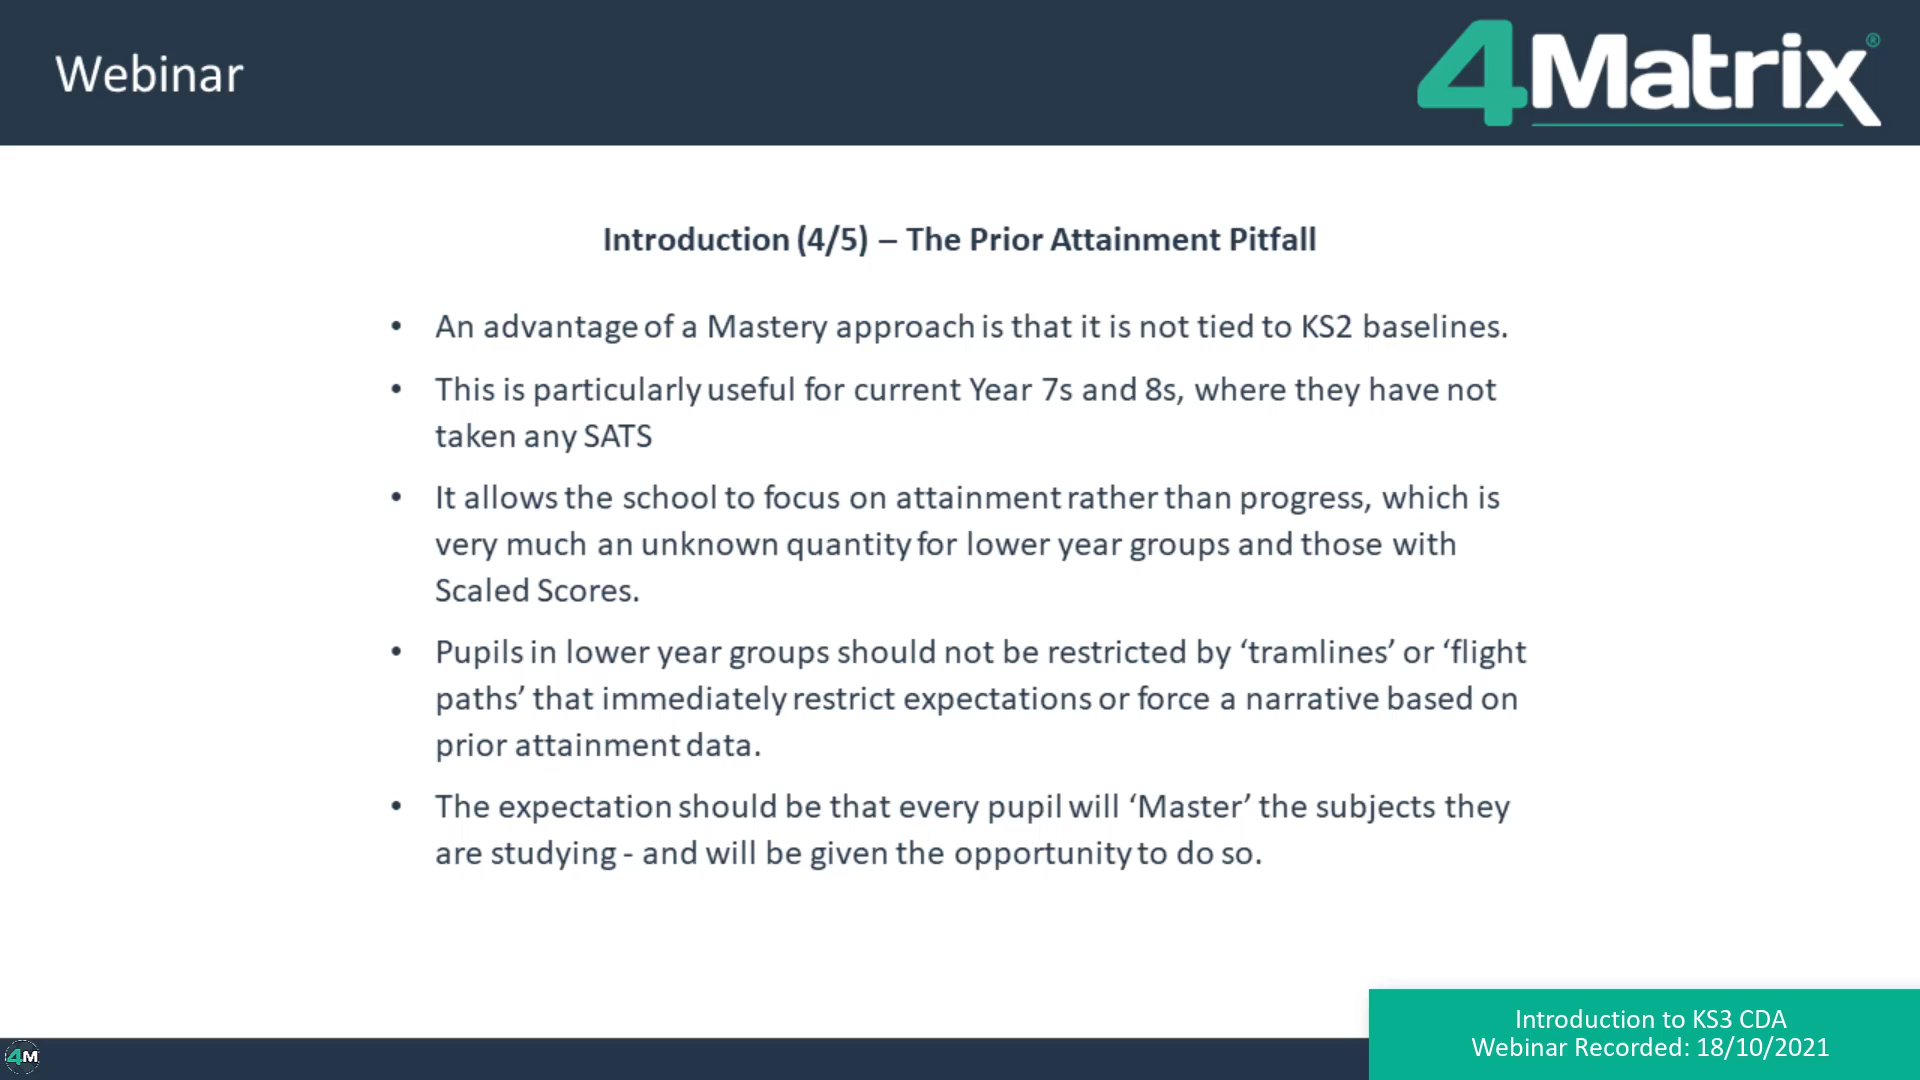 Webinar
4Matrix®
Introduction (4/5) – The Prior Attainment Pitfall
• An advantage of a Mastery approach is that it is not tied to KS2 baselines.
• This is particularly useful for current Year 7s and 8s, where they have not
taken any SATS
• It allows the school to focus on attainment rather than progress, which is
very much an unknown quantity for lower year groups and those with
Scaled Scores.
• Pupils in lower year groups should not be restricted by ‘tramlines’ or ‘flight
paths’ that immediately restrict expectations or force a narrative based on
prior attainment data.
• The expectation should be that every pupil will ‘Master’ the subjects they
are studying - and will be given the opportunity to do so.
Introduction to KS3 CDA
Webinar Recorded: 18/10/2021
4M